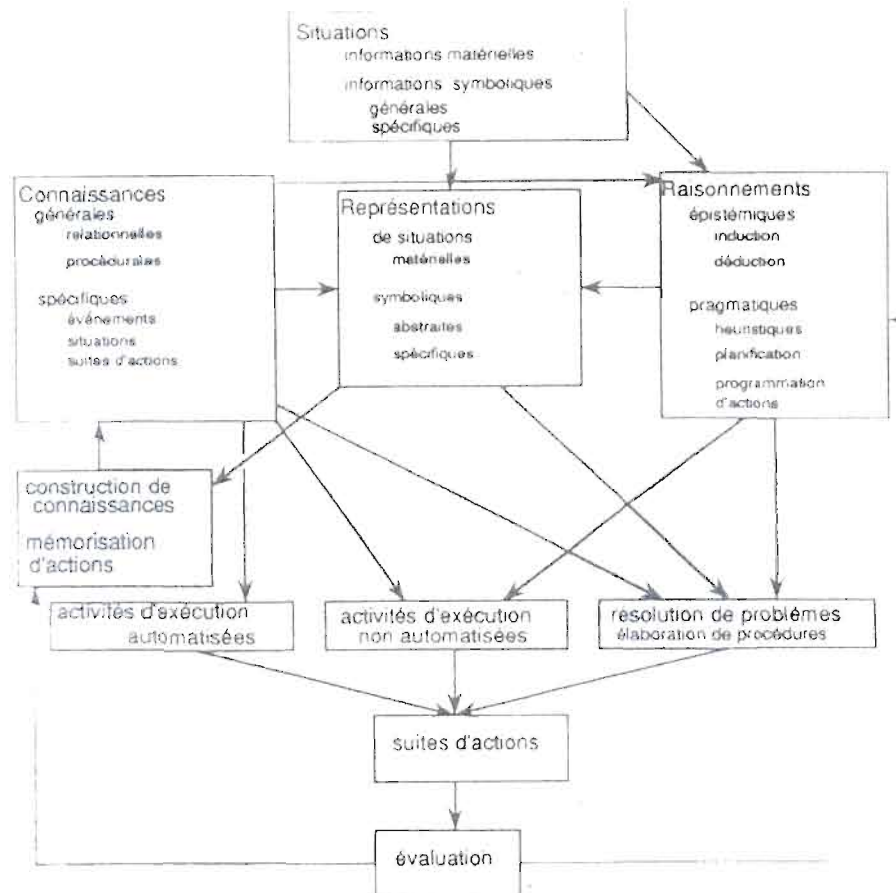 Situations
informations matérielles
informations symboliques
générales
spécifiques
Connaissances
générales
relationnelles
procédurales
spécifiques
événements
situations
suites d'actions
Représentations
de situations
matérielles
symboliques
abstraites
spécifiques
Raisonnements
épistémiques
induction
déduction
pragmatiques
heuristiques
planification
programmation
d'actions
construction de
connaissances
mémorisation
d'actions
activités d'exécution
automatisées
activités d'exécution
non automatisées
résolution de problèmes
élaboration de procédures
suites d'actions
évaluation